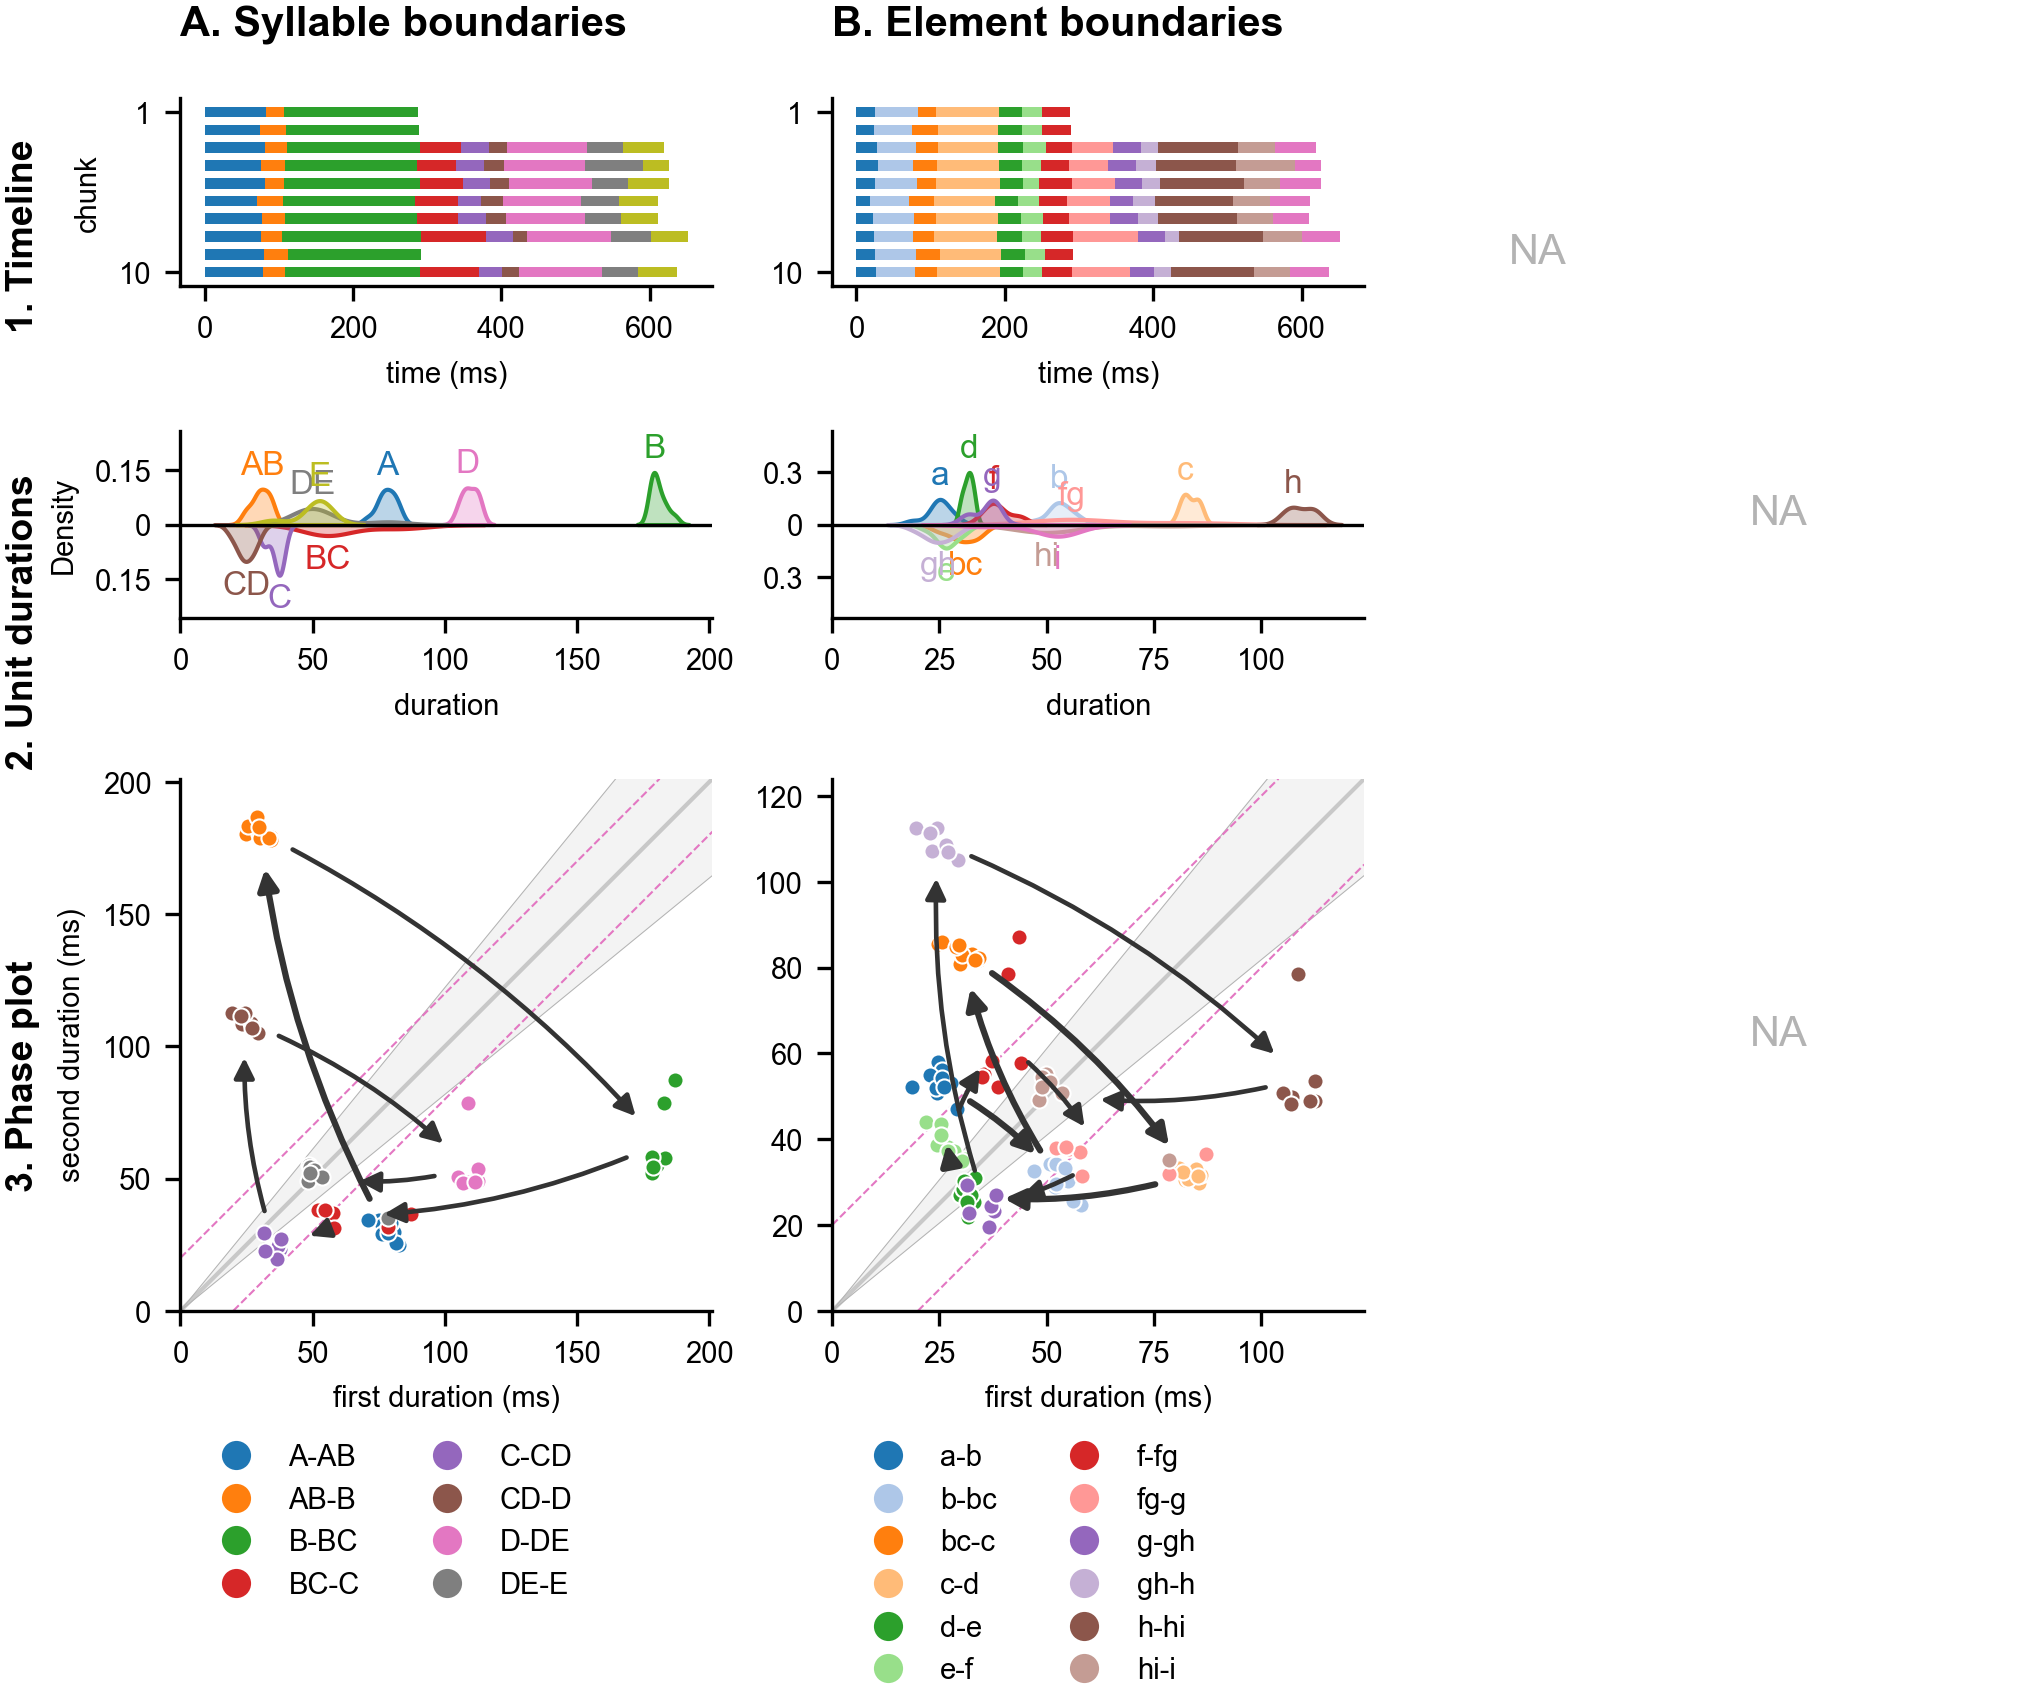 A. Syllable boundaries
B. Element boundaries
1. Timeline
chunk
1
10
0 200 400 600
time (ms)
1
10
0 200 400 600
time (ms)
NA
2. Unit durations
Density
0.15
0
0.15
AB
DE
E
A
D
B
CD
C
BC
0 50 100 150 200
duration
0.3
0
0.3
a
d
f
g
b
fg
c
h
gh
e
bc
hi
i
0 25 50 75 100
duration
NA
3. Phase plot
second duration (ms)
200
150
100
50
0
0 50 100 150 200
first duration (ms)
120
100
80
60
40
20
0
0 25 50 75 100
first duration (ms)
NA
A-AB
AB-B
B-BC
BC-C
C-CD
CD-D
D-DE
DE-E
a-b
b-bc
bc-c
c-d
d-e
e-f
f-fg
fg-g
g-gh
gh-h
h-hi
hi-i